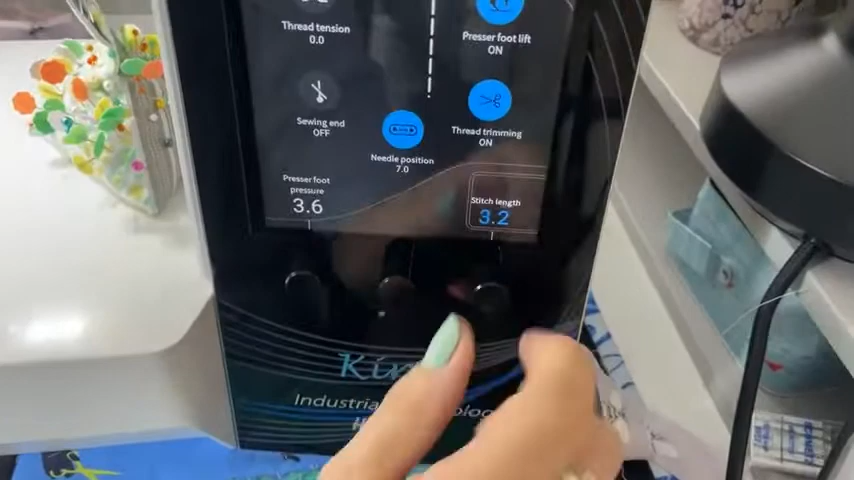 Thread tension
0.0
Presser foot lift
ON
Sewing end
OFF
Thread trimming
ON
Needle position
7.0
Presser foot
pressure
3.6
Stitch length
3.2